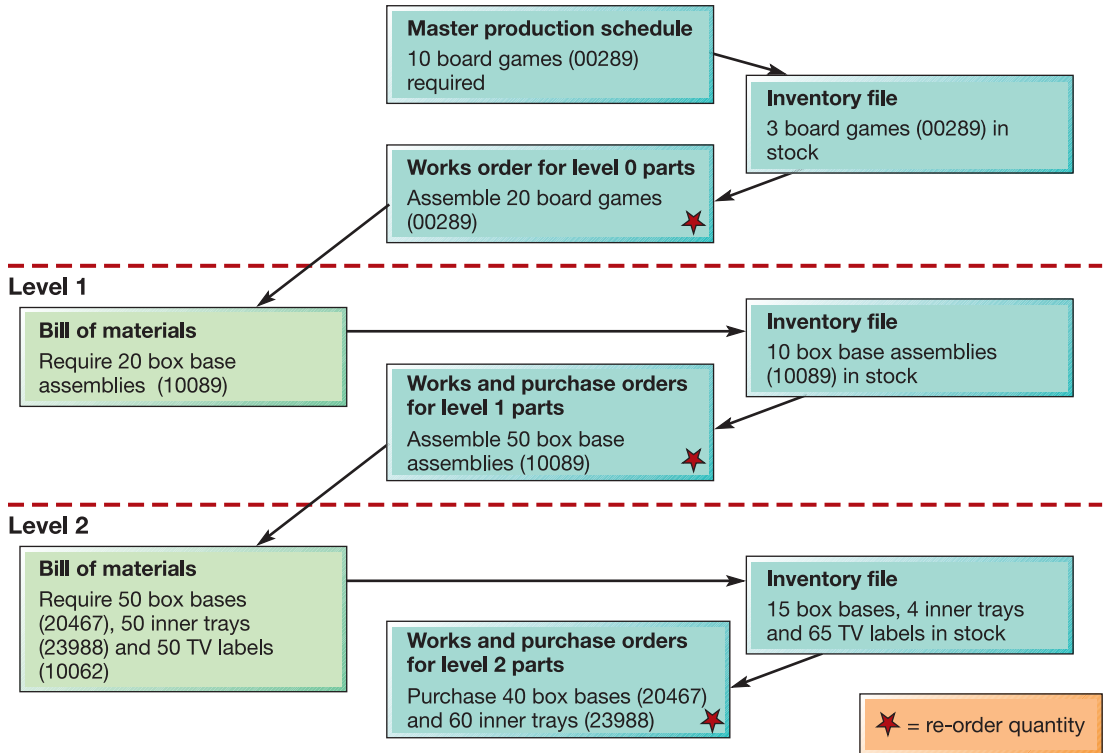 Master production schedule
10 board games (00289)
required
Inventory file
3 board games (00289) in
stock
Works order for level 0 parts
Assemble 20 board games
(00289)
Level 1
Bill of materials
Require 20 box base
assemblies (10089)
Inventory file
10 box base assemblies
(10089) in stock
Works and purchase orders
for level 1 parts
Assemble 50 box base
assemblies (10089)
Level 2
Bill of materials
Require 50 box bases
(20467), 50 inner trays
(23988) and 50 TV labels
(10062)
Inventory file
15 box bases, 4 inner trays
and 65 TV labels in stock
Works and purchase orders
for level 2 parts
Purchase 40 box bases (20467)
and 60 inner trays (23988)
= re-order quantity